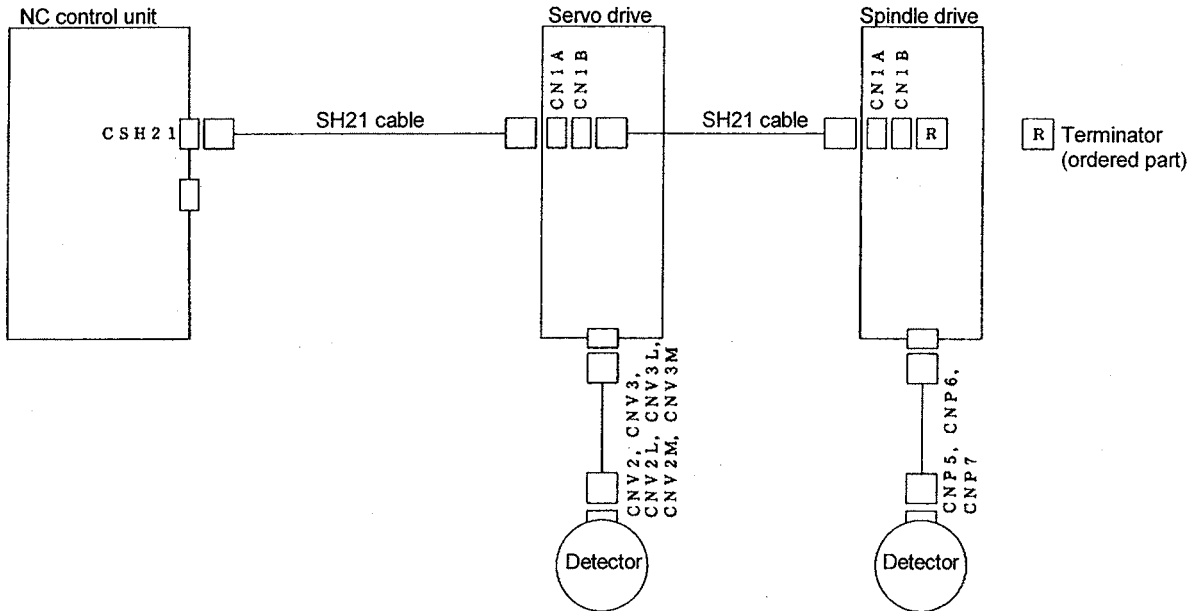 NC control unit
Servo drive
Spindle drive
CN1A
CN1B
CN1A
CN1B
CSH21
SH21 cable
SH21 cable
R
R
Terminator
(ordered part)
CNV2, CNV3,
CNV2L, CNV3L,
CNV2M, CNV3M
CNP5, CNP6,
CNP7
Detector
Detector